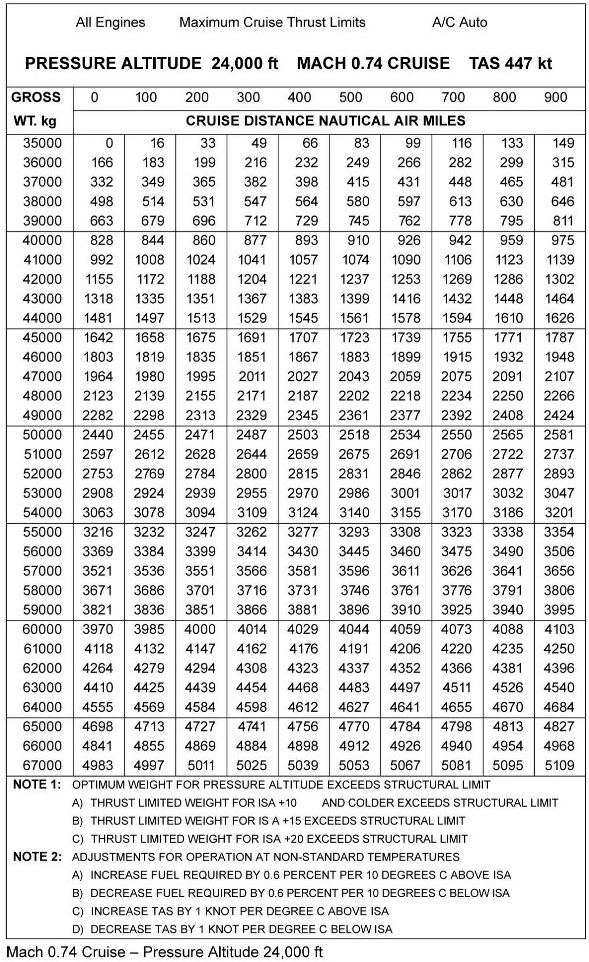 All Engines Maximum Cruise Thrust Limits A/C Auto
PRESSURE ALTITUDE 24,000 ft MACH 0.74 CRUISE TAS 447 kt
GROSS 0 100 200 300 400 500 600 700 800 900
WT. kg CRUISE DISTANCE NAUTICAL AIR MILES
35000 0 16 33 49 66 83 99 116 133 149
36000 166 183 199 216 232 249 266 282 299 315
37000 332 349 365 382 398 415 431 448 465 481
38000 498 514 531 547 564 580 597 613 630 646
39000 663 679 696 712 729 745 762 778 795 811
40000 828 844 860 877 893 910 926 942 959 975
41000 992 1008 1024 1041 1057 1074 1090 1106 1123 1139
42000 1155 1172 1188 1204 1221 1237 1253 1269 1286 1302
43000 1318 1335 1351 1367 1383 1399 1416 1432 1448 1464
44000 1481 1497 1513 1529 1545 1561 1578 1594 1610 1626
45000 1642 1658 1675 1691 1707 1723 1739 1755 1771 1787
46000 1803 1819 1835 1851 1867 1883 1899 1915 1932 1948
47000 1964 1980 1995 2011 2027 2043 2059 2075 2091 2107
48000 2123 2139 2155 2171 2187 2202 2218 2234 2250 2266
49000 2282 2298 2313 2329 2345 2361 2377 2392 2408 2424
50000 2440 2455 2471 2487 2503 2518 2534 2550 2565 2581
51000 2597 2612 2628 2644 2659 2675 2691 2706 2722 2737
52000 2753 2769 2784 2800 2815 2831 2846 2862 2877 2893
53000 2908 2924 2939 2955 2970 2986 3001 3017 3032 3047
54000 3063 3078 3094 3109 3124 3140 3155 3170 3186 3201
55000 3216 3232 3247 3262 3277 3293 3308 3323 3338 3354
56000 3369 3384 3399 3414 3430 3445 3460 3475 3490 3506
57000 3521 3536 3551 3566 3581 3596 3611 3626 3641 3656
58000 3671 3686 3701 3716 3731 3746 3761 3776 3791 3806
59000 3821 3836 3851 3866 3881 3896 3910 3925 3940 3995
60000 3970 3985 4000 4014 4029 4044 4059 4073 4088 4103
61000 4118 4132 4147 4162 4176 4191 4206 4220 4235 4250
62000 4264 4279 4294 4308 4323 4337 4352 4366 4381 4396
63000 4410 4425 4439 4454 4468 4483 4497 4511 4526 4540
64000 4555 4569 4584 4598 4612 4627 4641 4655 4670 4684
65000 4698 4713 4727 4741 4756 4770 4784 4798 4813 4827
66000 4841 4855 4869 4884 4898 4912 4926 4940 4954 4968
67000 4983 4997 5011 5025 5039 5053 5067 5081 5095 5109
NOTE 1: OPTIMUM WEIGHT FOR PRESSURE ALTITUDE EXCEEDS STRUCTURAL LIMIT
A) THRUST LIMITED WEIGHT FOR ISA +10 AND COLDER EXCEEDS STRUCTURAL LIMIT
B) THRUST LIMITED WEIGHT FOR IS A +15 EXCEEDS STRUCTURAL LIMIT
C) THRUST LIMITED WEIGHT FOR ISA +20 EXCEEDS STRUCTURAL LIMIT
NOTE 2: ADJUSTMENTS FOR OPERATION AT NON-STANDARD TEMPERATURES
A) INCREASE FUEL REQUIRED BY 0.6 PERCENT PER 10 DEGREES C ABOVE ISA
B) DECREASE FUEL REQUIRED BY 0.6 PERCENT PER 10 DEGREES C BELOW ISA
C) INCREASE TAS BY 1 KNOT PER DEGREE C ABOVE ISA
D) DECREASE TAS BY 1 KNOT PER DEGREE C BELOW ISA
Mach 0.74 Cruise – Pressure Altitude 24,000 ft